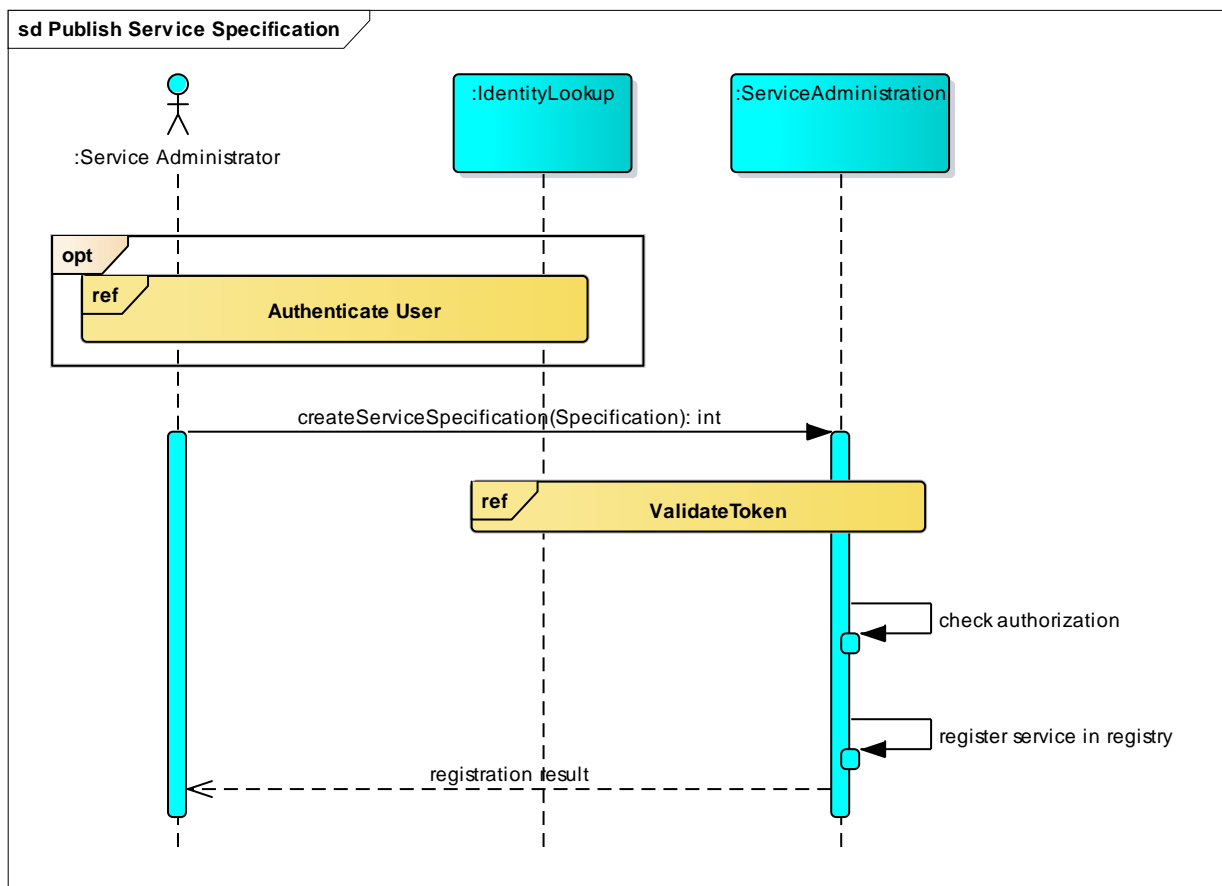 sd Publish Service Specification
:Service Administrator
:IdentityLookup
:ServiceAdministration
opt
ref
Authenticate User
createServiceSpecification(Specification): int
ref
ValidateToken
check authorization
register service in registry
registration result